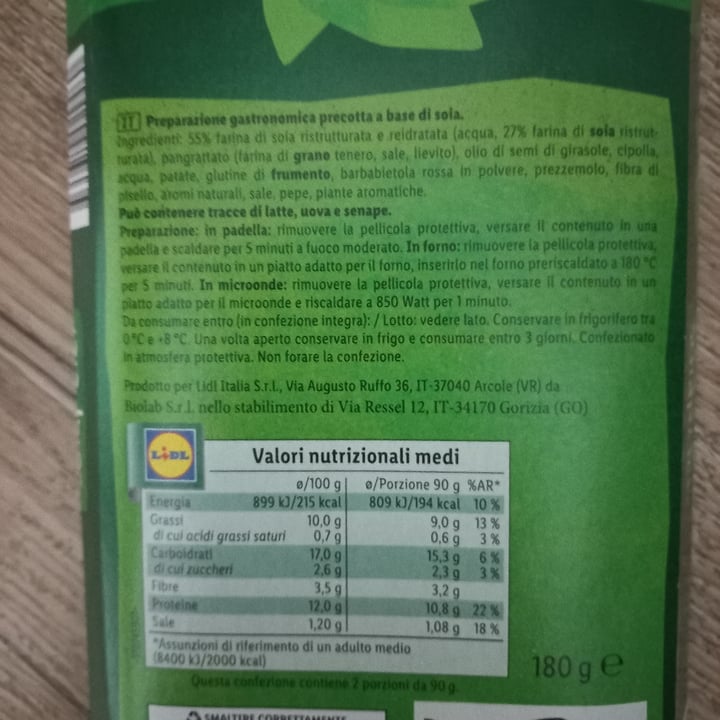 IT Preparazione gastronomica precotta a base di soia.
Ingredienti: 55% farina di soia ristrutturata e reidratata (acqua, 27% farina di soia ristrut-
turata), pangrattato (farina di grano tenero, sale, lievito), olio di semi di girasole, cipolla,
acqua, patate, glutine di frumento, barbabietola rossa in polvere, prezzemolo, fibra di
pisello, aromi naturali, sale, pepe, piante aromatiche.
Può contenere tracce di latte, uova e senape.
Preparazione: in padella: rimuovere la pellicola protettiva, versare il contenuto in una
padella e scaldare per 5 minuti a fuoco moderato. In forno: rimuovere la pellicola protettiva,
versare il contenuto in un piatto adatto per il forno, inserirlo nel forno preriscaldato a 180 °C
per 5 minuti. In microonde: rimuovere la pellicola protettiva, versare il contenuto in un
piatto adatto per il microonde e riscaldare a 850 Watt per 1 minuto.
Da consumare entro (in confezione integra): / Lotto: vedere lato. Conservare in frigorifero tra
0 °C e +8 °C. Una volta aperto conservare in frigo e consumare entro 3 giorni. Confezionato
in atmosfera protettiva. Non forare la confezione.
Prodotto per Lidl Italia S.r.l., Via Augusto Ruffo 36, IT-37040 Arcole (VR) da
Biolab S.r.l. nello stabilimento di Via Ressel 12, IT-34170 Gorizia (GO)
LIDL Valori nutrizionali medi
ø/100 g ø/Porzione 90 g %AR*
Energia 899 kJ/215 kcal 809 kJ/194 kcal 10 %
Grassi 10,0 g 9,0 g 13 %
di cui acidi grassi saturi 0,7 g 0,6 g 3 %
Carboidrati 17,0 g 15,3 g 6 %
di cui zuccheri 2,6 g 2,3 g 3 %
Fibre 3,5 g 3,2 g
Proteine 12,0 g 10,8 g 22 %
Sale 1,20 g 1,08 g 18 %
*Assunzioni di riferimento di un adulto medio
(8400 kJ/2000 kcal)
180 g e
Questa confezione contiene 2 porzioni da 90 g.
SMALTIRE CORRETTAMENTE